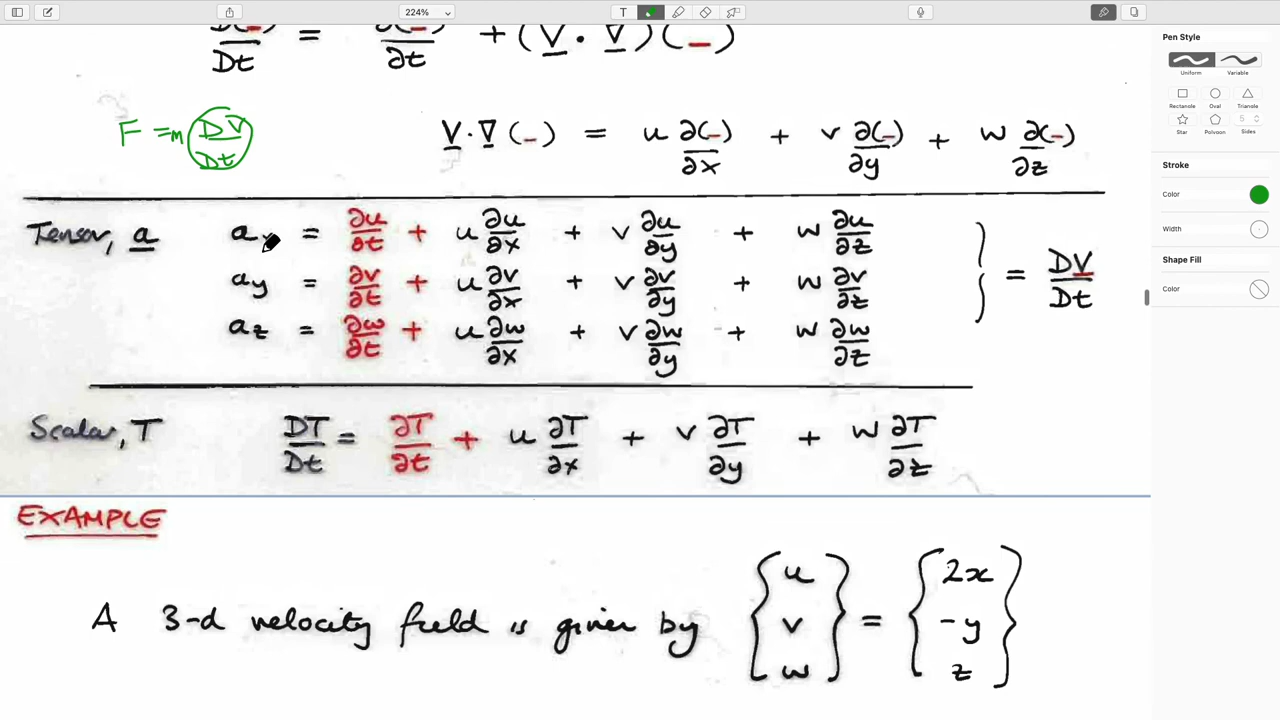 224%
T
D(_)/Dt = ∂(_)/∂t + (V · ∇)(_)
F = m DV/Dt
V · ∇(_) = u ∂(_)/∂x + v ∂(_)/∂y + w ∂(_)/∂z
Tensor, a
ax = ∂u/∂t + u ∂u/∂x + v ∂u/∂y + w ∂u/∂z
ay = ∂v/∂t + u ∂v/∂x + v ∂v/∂y + w ∂v/∂z
az = ∂w/∂t + u ∂w/∂x + v ∂w/∂y + w ∂w/∂z
} = DV/Dt
Scalar, T
DT/Dt = ∂T/∂t + u ∂T/∂x + v ∂T/∂y + w ∂T/∂z
EXAMPLE
A 3-d velocity field is given by {u v w} = {2x -y z}
Pen Style
Uniform Variable
Rectangle Oval Triangle
5
Star Polygon Sides
Stroke
Color
Width
Shape Fill
Color